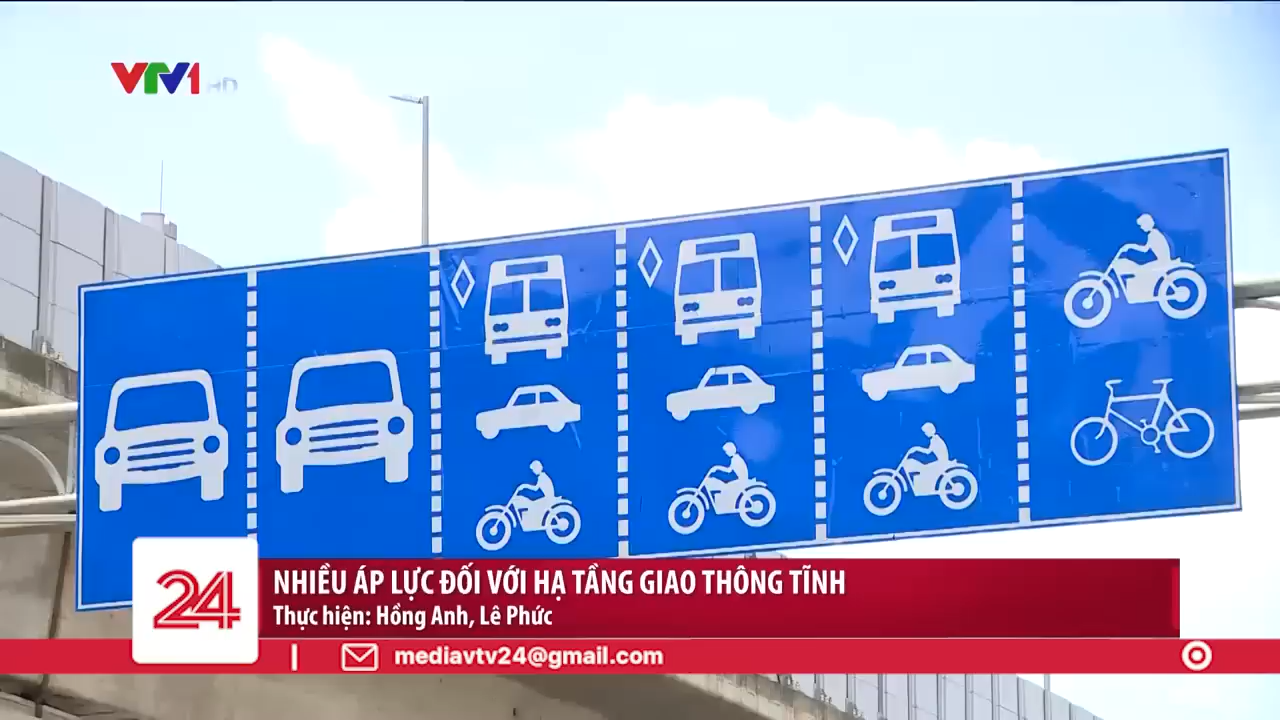 VTV1 HD
NHIỀU ÁP LỰC ĐỐI VỚI HẠ TẦNG GIAO THÔNG TĨNH
Thực hiện: Hồng Anh, Lê Phức
24
mediavtv24@gmail.com